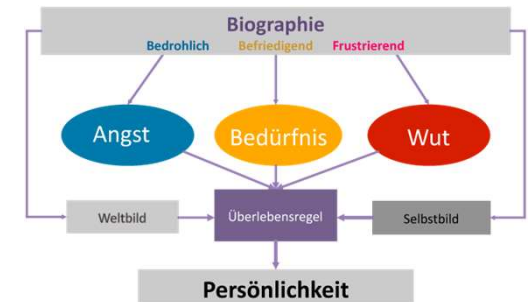 Biographie
Bedrohlich Befriedigend Frustrierend
Angst Bedürfnis Wut
Weltbild Überlebensregel Selbstbild
Persönlichkeit